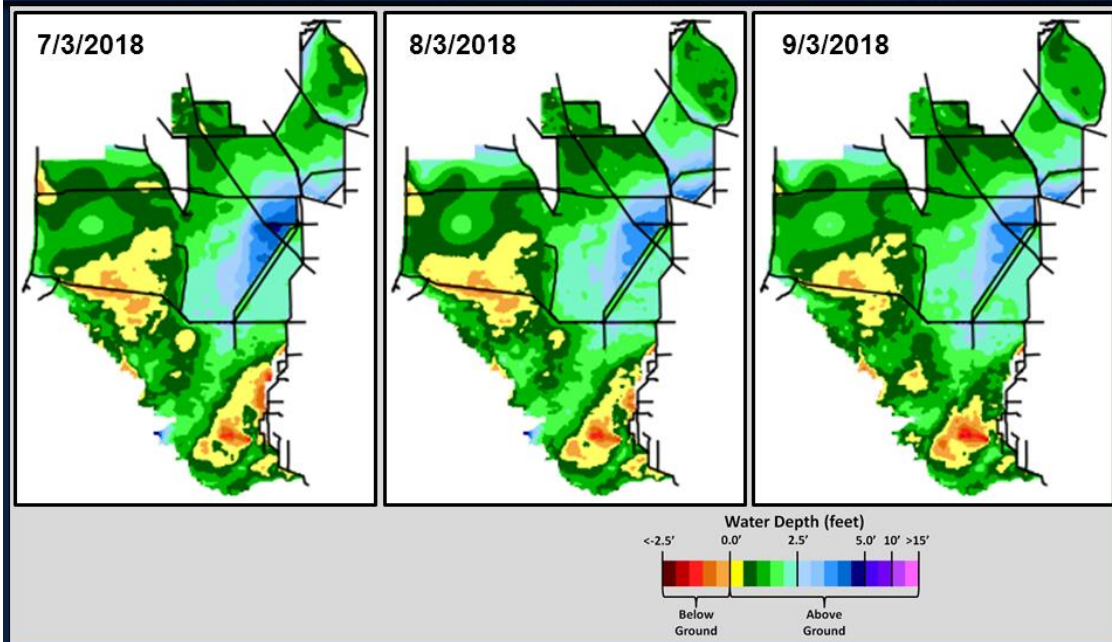 7/3/2018
8/3/2018
9/3/2018
Water Depth (feet)
<-2.5' 0.0' 2.5' 5.0' 10' >15'
Below Ground
Above Ground